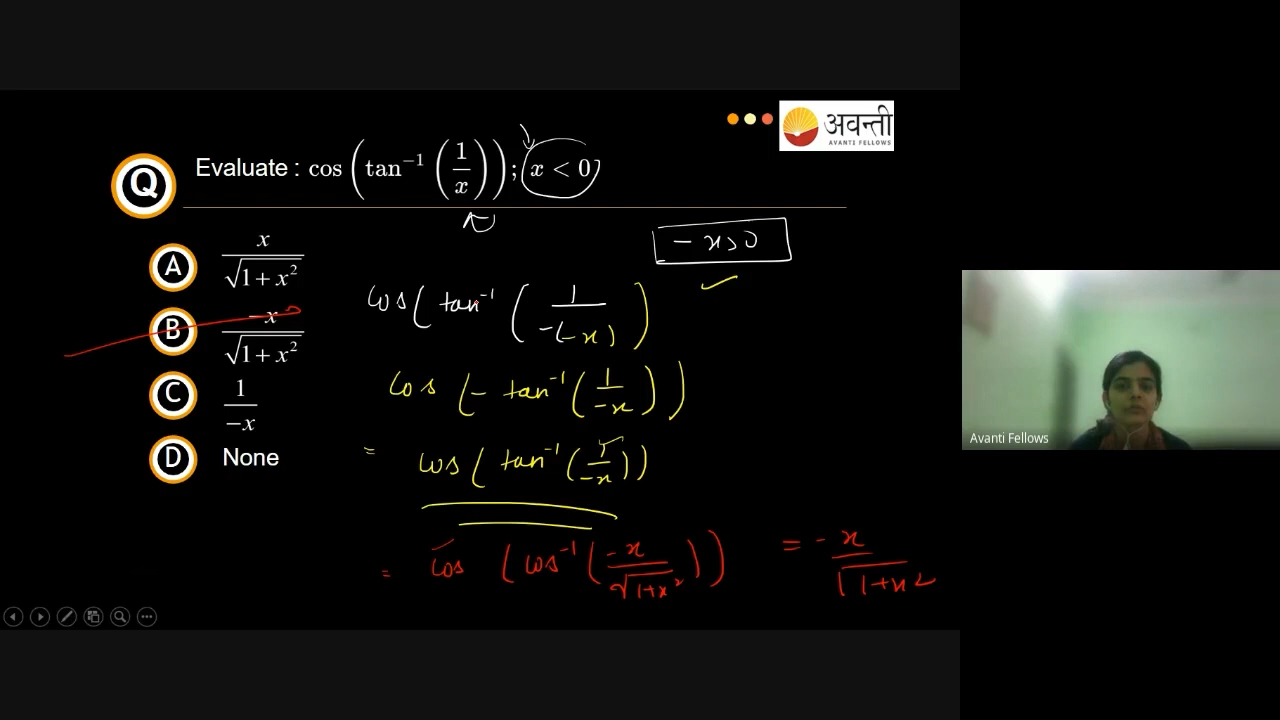 अवन्ती
AVANTI FELLOWS
Q Evaluate : cos(tan⁻¹(1/x)); x < 0
- x > 0
A x/√(1 + x²)
B -x/√(1 + x²)
C 1/-x
D None
cos(tan⁻¹(1/-(-x)))
cos(- tan⁻¹(1/-x))
= cos(tan⁻¹(1/-x))
= cos(cos⁻¹(-x/√(1+x²))) = -x/√(1+x²)
Avanti Fellows